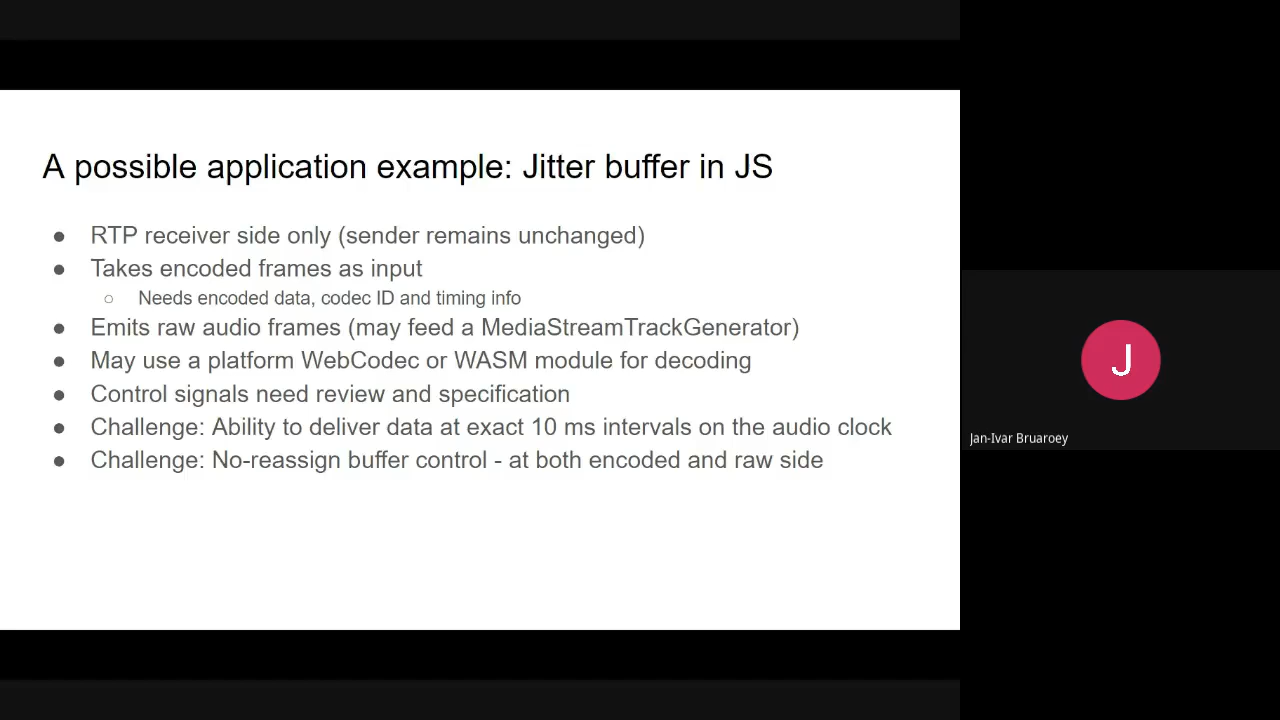 A possible application example: Jitter buffer in JS
● RTP receiver side only (sender remains unchanged)
● Takes encoded frames as input
○ Needs encoded data, codec ID and timing info
● Emits raw audio frames (may feed a MediaStreamTrackGenerator)
● May use a platform WebCodec or WASM module for decoding
● Control signals need review and specification
● Challenge: Ability to deliver data at exact 10 ms intervals on the audio clock
● Challenge: No-reassign buffer control - at both encoded and raw side
J
Jan-Ivar Bruaroey